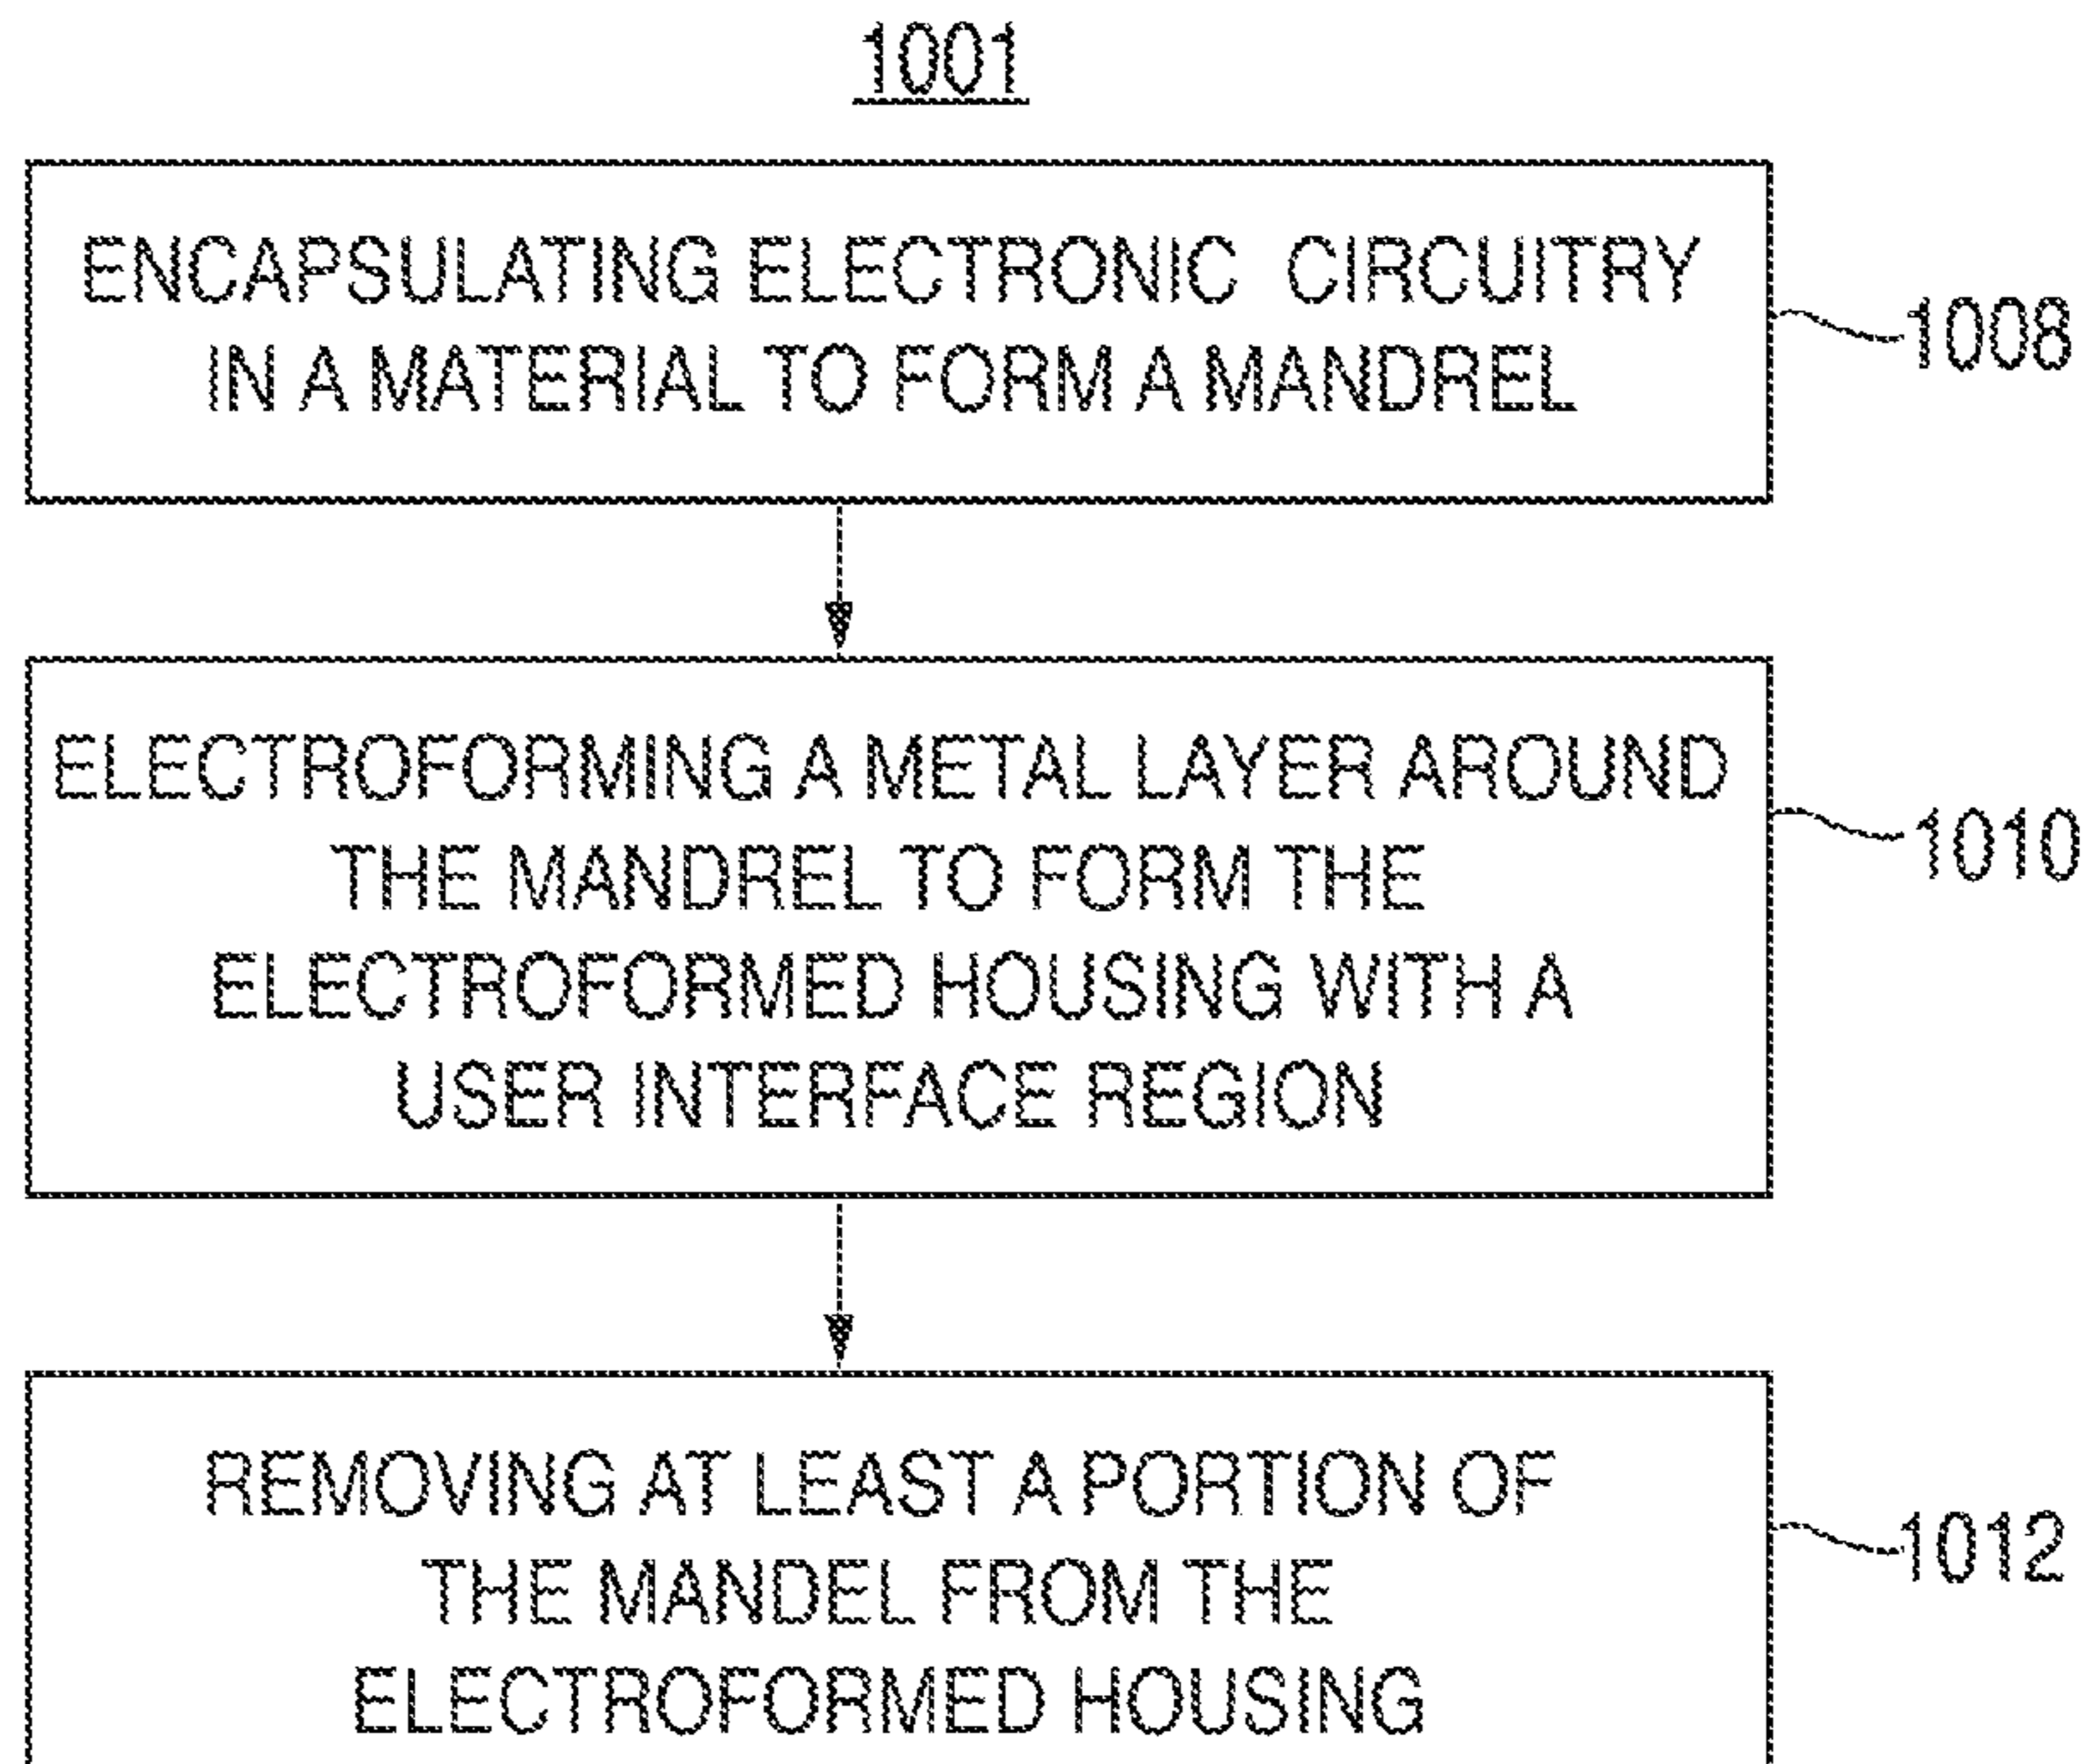 1001
ENCAPSULATING ELECTRONIC CIRCUITRY
IN A MATERIAL TO FORM A MANDREL
1008
ELECTROFORMING A METAL LAYER AROUND
THE MANDREL TO FORM THE
ELECTROFORMED HOUSING WITH A
USER INTERFACE REGION
1010
REMOVING AT LEAST A PORTION OF
THE MANDEL FROM THE
ELECTROFORMED HOUSING
1012